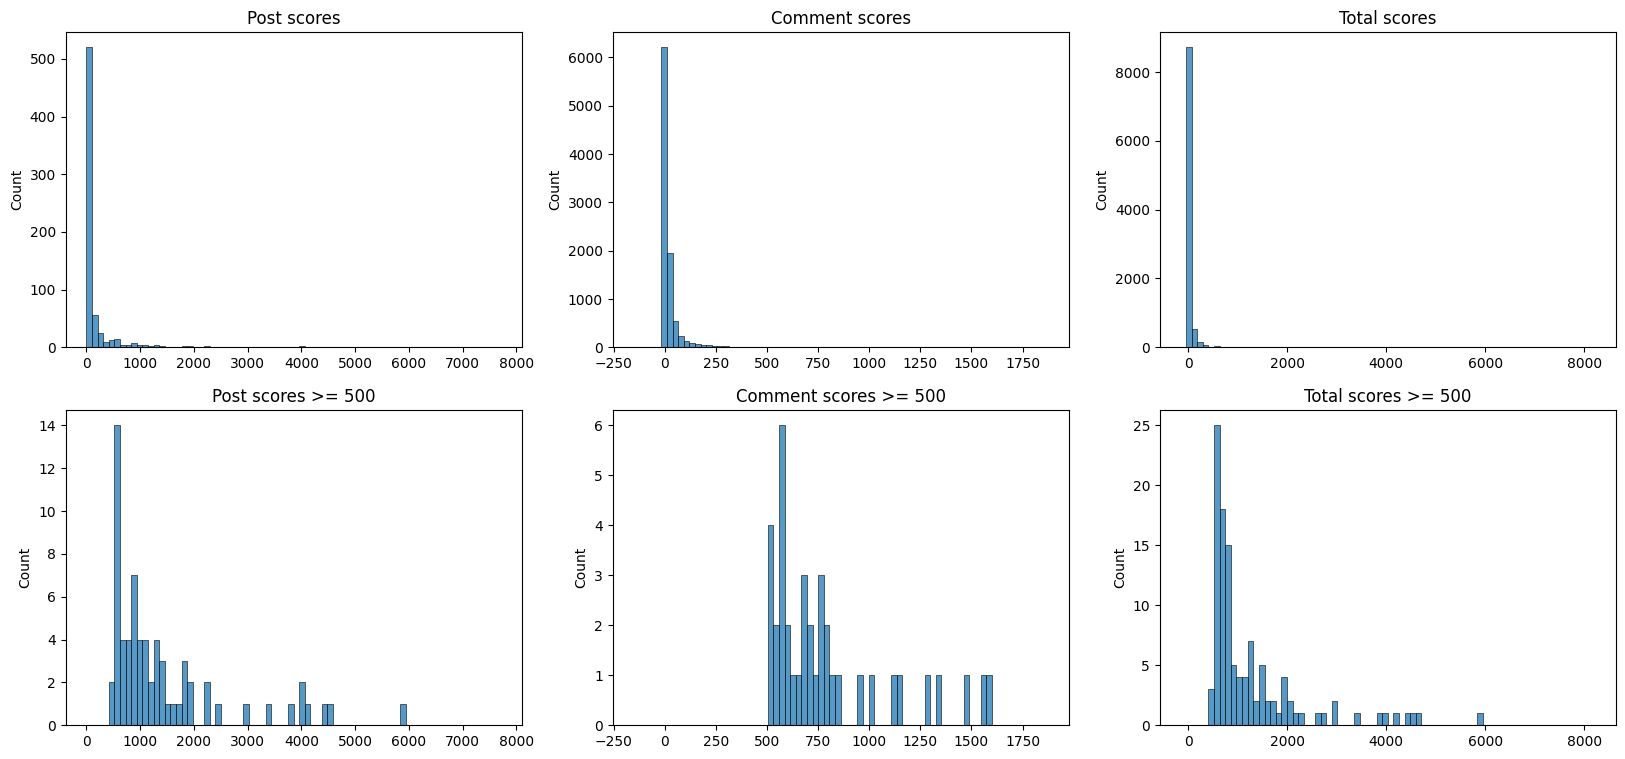 Post scores
Comment scores
Total scores
Count
500
400
300
200
100
0
0 1000 2000 3000 4000 5000 6000 7000 8000
Count
6000
5000
4000
3000
2000
1000
0
−250 0 250 500 750 1000 1250 1500 1750
Count
8000
6000
4000
2000
0
0 2000 4000 6000 8000
Post scores >= 500
Comment scores >= 500
Total scores >= 500
Count
14
12
10
8
6
4
2
0
0 1000 2000 3000 4000 5000 6000 7000 8000
Count
6
5
4
3
2
1
0
−250 0 250 500 750 1000 1250 1500 1750
Count
25
20
15
10
5
0
0 2000 4000 6000 8000